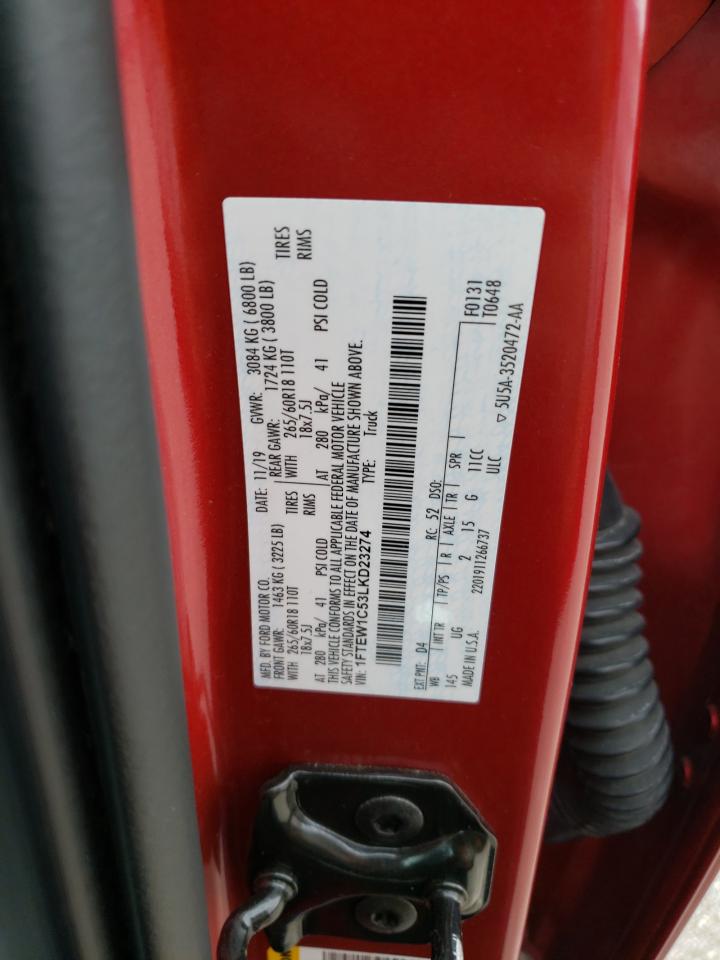 MFD. BY FORD MOTOR CO.
DATE: 11/19 GVWR: 3084 KG ( 6800 LB)
FRONT GAWR: 1463 KG ( 3225 LB) REAR GAWR: 1724 KG ( 3800 LB)
WITH 265/60R18 110T TIRES WITH 265/60R18 110T TIRES
18x7.5J RIMS 18x7.5J RIMS
AT 280 kPa/ 41 PSI COLD AT 280 kPa/ 41 PSI COLD
THIS VEHICLE CONFORMS TO ALL APPLICABLE FEDERAL MOTOR VEHICLE
SAFETY STANDARDS IN EFFECT ON THE DATE OF MANUFACTURE SHOWN ABOVE.
VIN: 1FTEW1C53LKD23274 TYPE: Truck
EXT PNT: D4 RC: 52 DSO: F0131
WB INT TR TP/PS R AXLE TR SPR T0648
145 UG 2 15 G 11CC
MADE IN U.S.A. 2201911266737 ULC ▽ 5U5A-3520472-AA